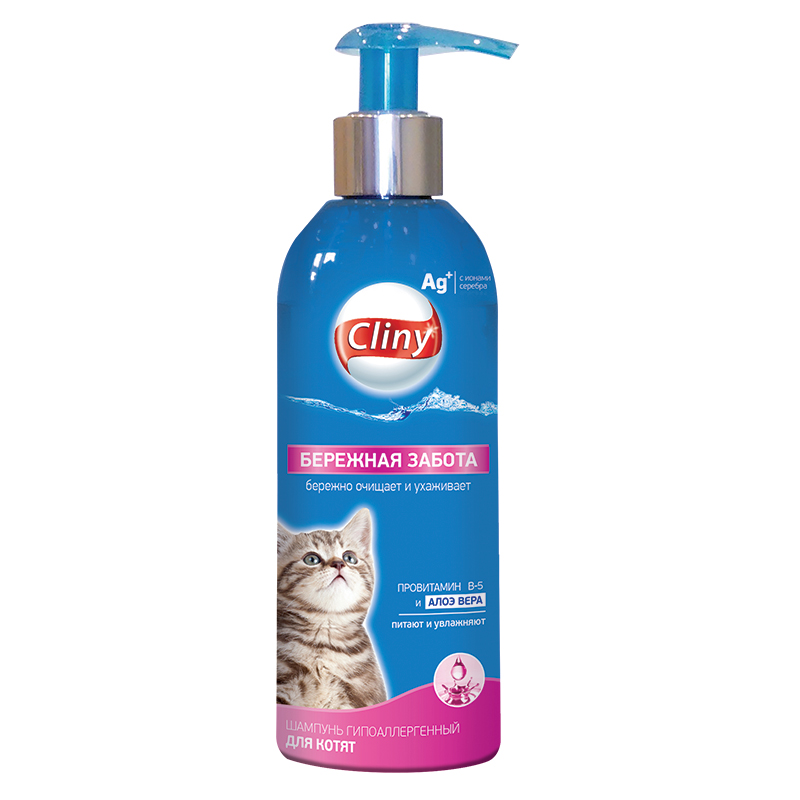 Ag+
с ионами
серебра
Cliny
БЕРЕЖНАЯ ЗАБОТА
бережно очищает и ухаживает
ПРОВИТАМИН B-5
и АЛОЭ ВЕРА
питают и увлажняют
ШАМПУНЬ ГИПОАЛЛЕРГЕННЫЙ
ДЛЯ КОТЯТ